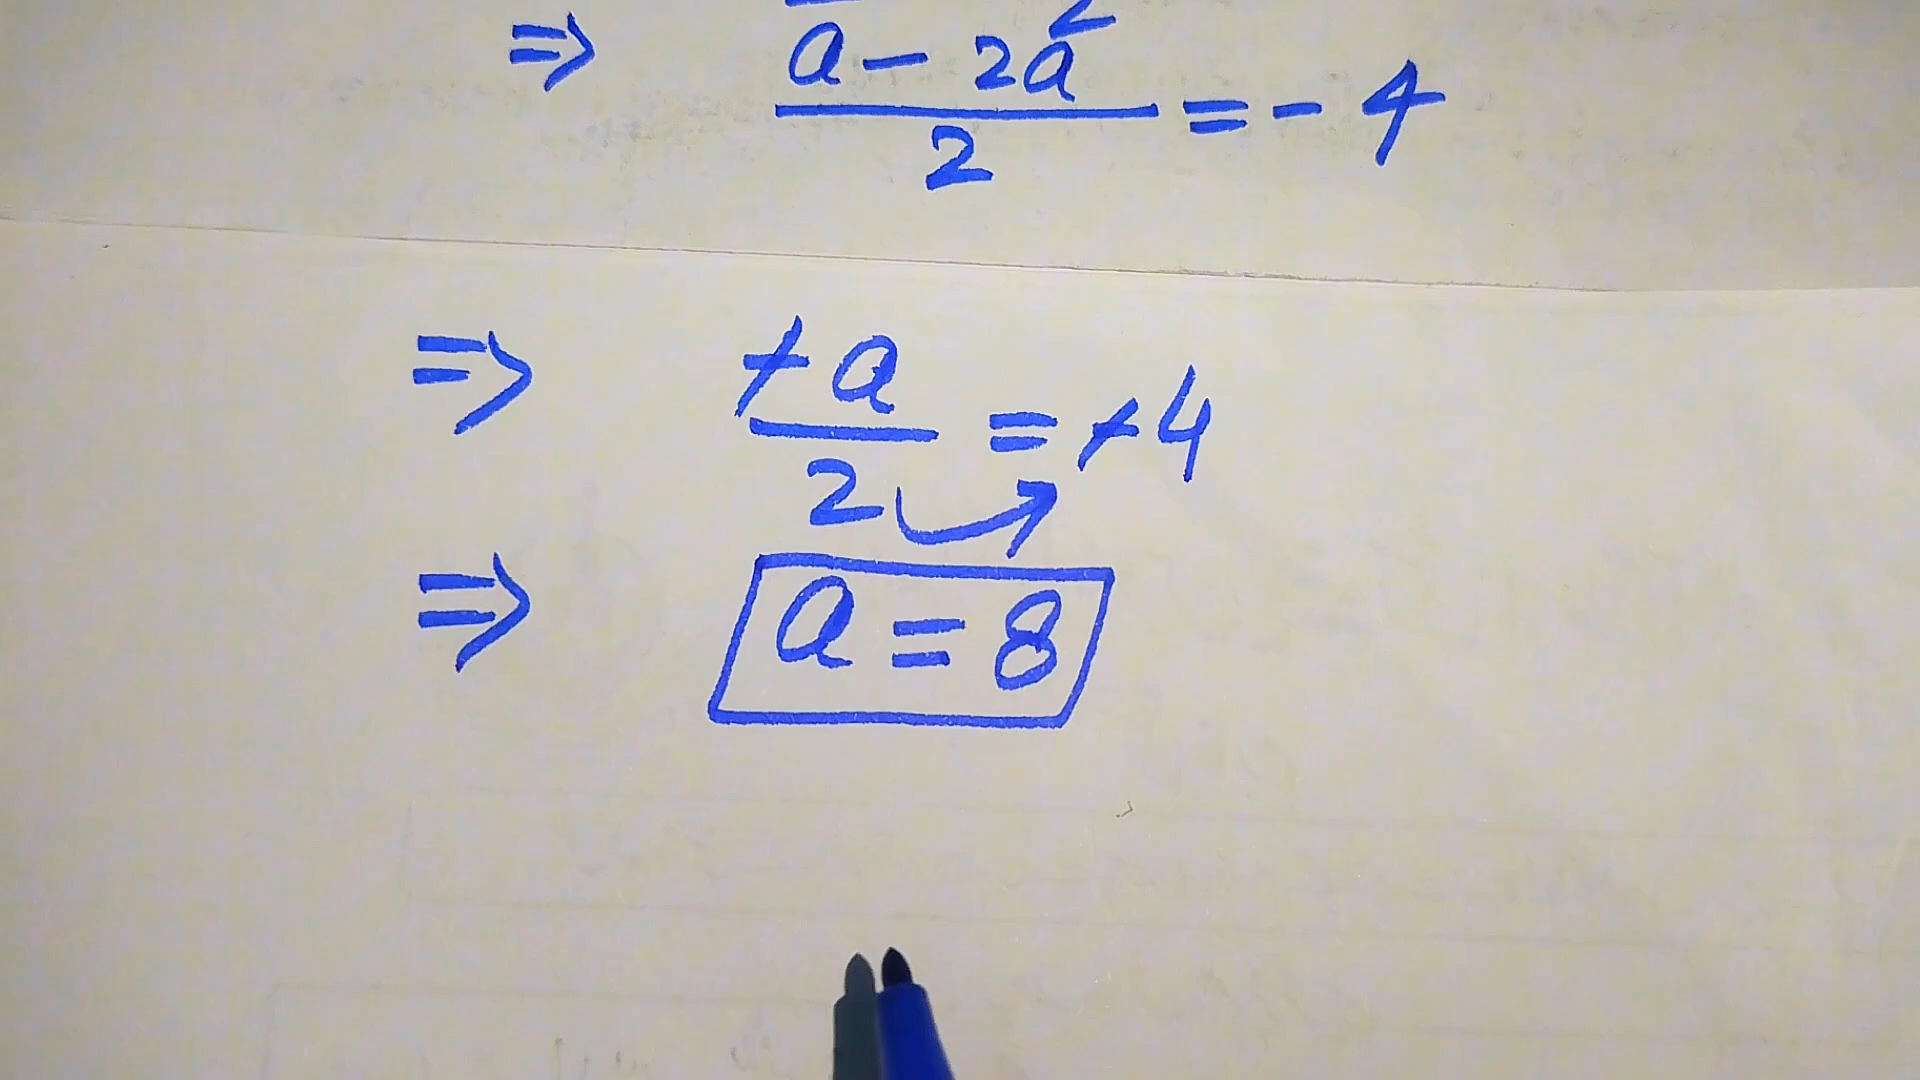 ⇒ (a - 2a)/2 = - 4
⇒ - a/2 = - 4
⇒ a = 8